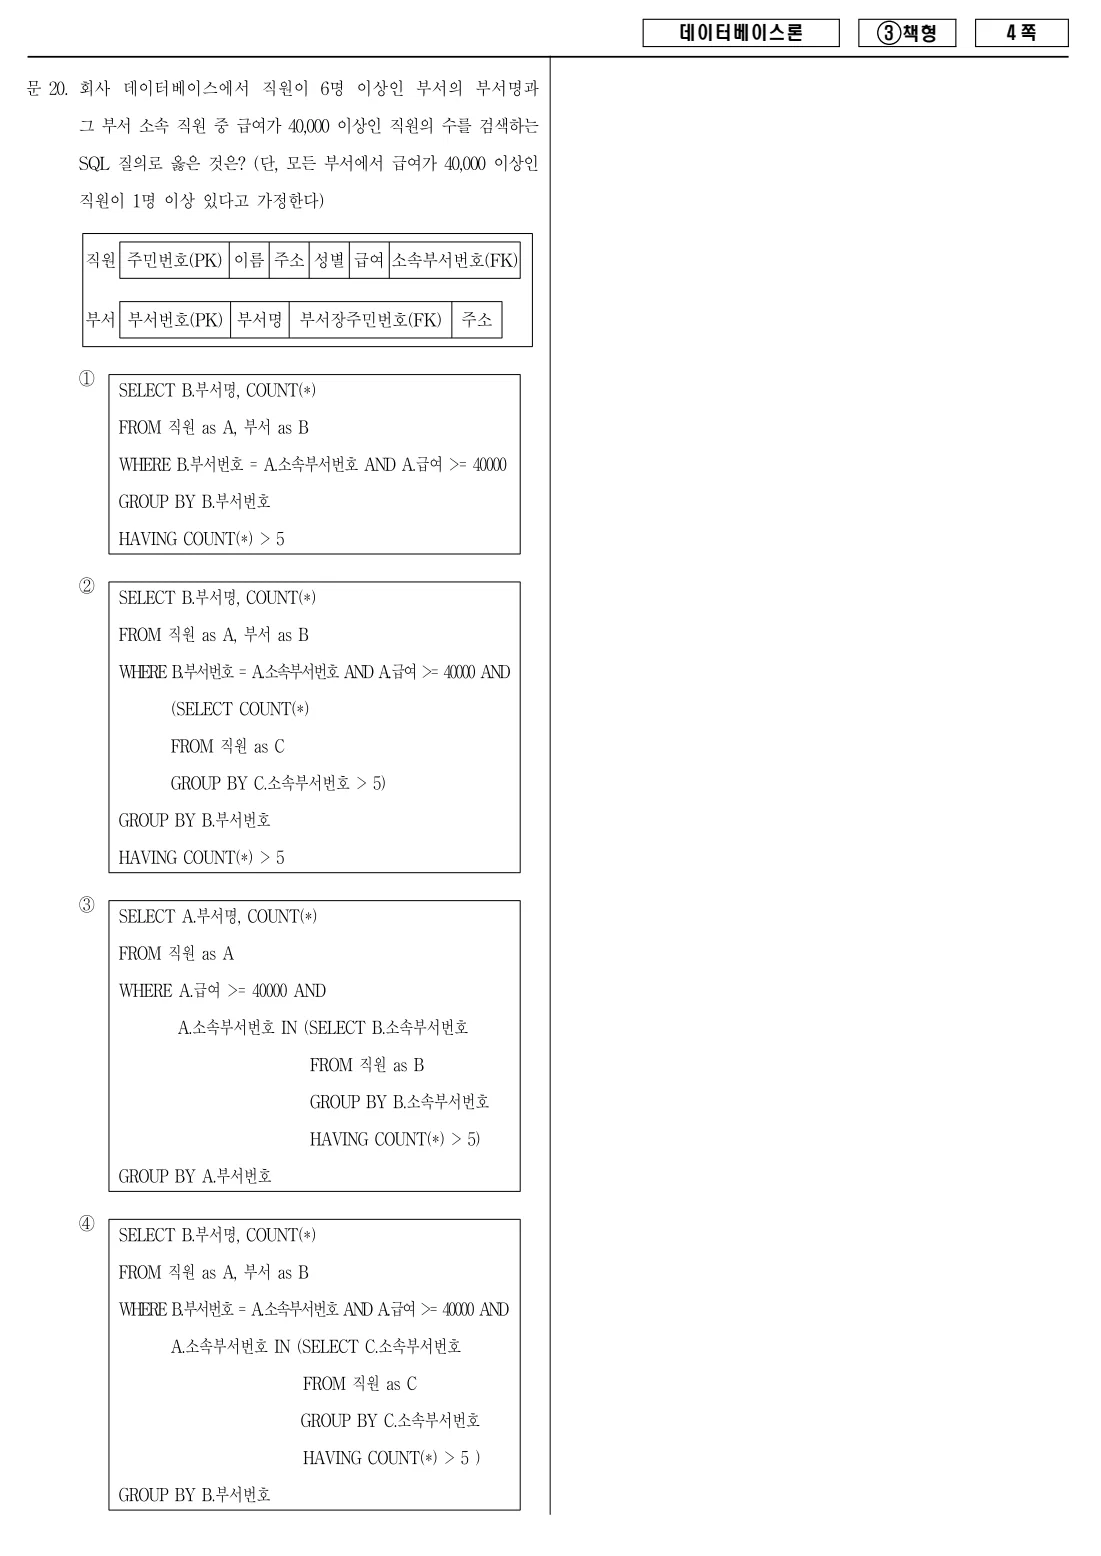 데이터베이스론 ③책형 4쪽
문 20. 회사 데이터베이스에서 직원이 6명 이상인 부서의 부서명과
그 부서 소속 직원 중 급여가 40,000 이상인 직원의 수를 검색하는
SQL 질의로 옳은 것은? (단, 모든 부서에서 급여가 40,000 이상인
직원이 1명 이상 있다고 가정한다)
직원 주민번호(PK) 이름 주소 성별 급여 소속부서번호(FK)
부서 부서번호(PK) 부서명 부서장주민번호(FK) 주소
①
SELECT B.부서명, COUNT(*)
FROM 직원 as A, 부서 as B
WHERE B.부서번호 = A.소속부서번호 AND A.급여 >= 40000
GROUP BY B.부서번호
HAVING COUNT(*) > 5
②
SELECT B.부서명, COUNT(*)
FROM 직원 as A, 부서 as B
WHERE B.부서번호 = A.소속부서번호 AND A.급여 >= 40000 AND
(SELECT COUNT(*)
FROM 직원 as C
GROUP BY C.소속부서번호 > 5)
GROUP BY B.부서번호
HAVING COUNT(*) > 5
③
SELECT A.부서명, COUNT(*)
FROM 직원 as A
WHERE A.급여 >= 40000 AND
A.소속부서번호 IN (SELECT B.소속부서번호
FROM 직원 as B
GROUP BY B.소속부서번호
HAVING COUNT(*) > 5)
GROUP BY A.부서번호
④
SELECT B.부서명, COUNT(*)
FROM 직원 as A, 부서 as B
WHERE B.부서번호 = A.소속부서번호 AND A.급여 >= 40000 AND
A.소속부서번호 IN (SELECT C.소속부서번호
FROM 직원 as C
GROUP BY C.소속부서번호
HAVING COUNT(*) > 5 )
GROUP BY B.부서번호